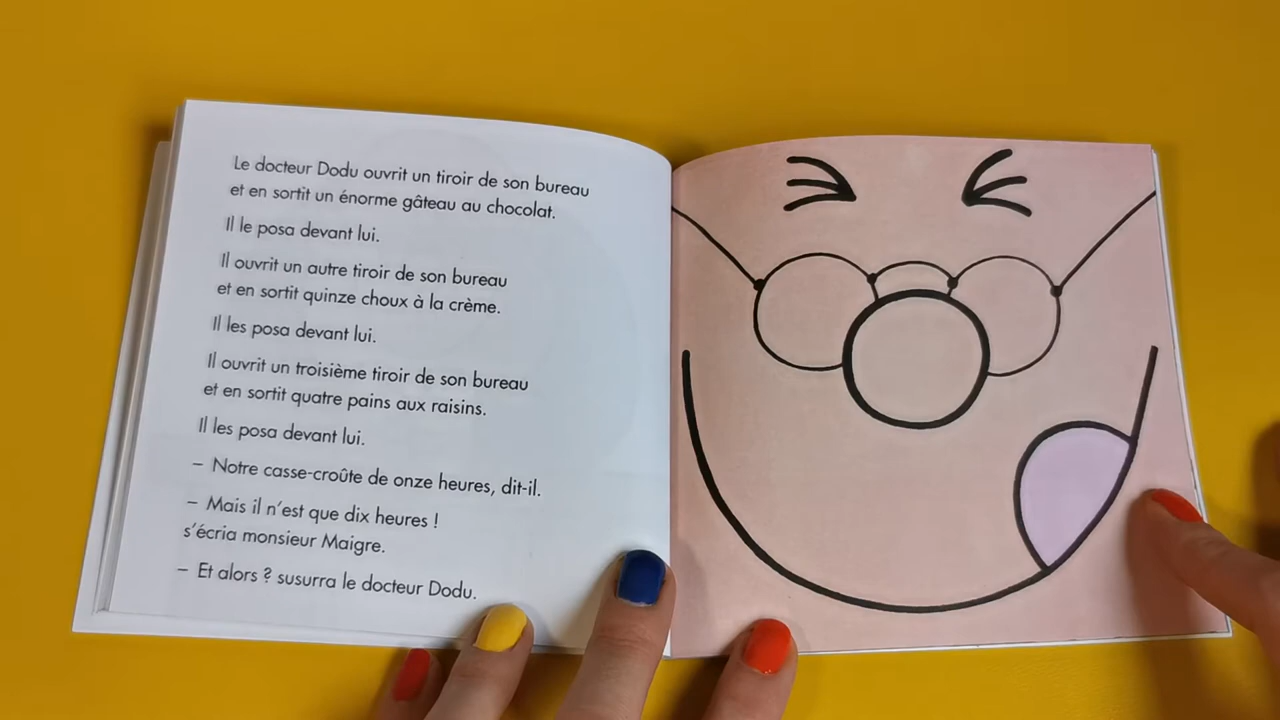 Le docteur Dodu ouvrit un tiroir de son bureau
et en sortit un énorme gâteau au chocolat.
Il le posa devant lui.
Il ouvrit un autre tiroir de son bureau
et en sortit quinze choux à la crème.
Il les posa devant lui.
Il ouvrit un troisième tiroir de son bureau
et en sortit quatre pains aux raisins.
Il les posa devant lui.
– Notre casse-croûte de onze heures, dit-il.
– Mais il n'est que dix heures !
s'écria monsieur Maigre.
– Et alors ? susurra le docteur Dodu.